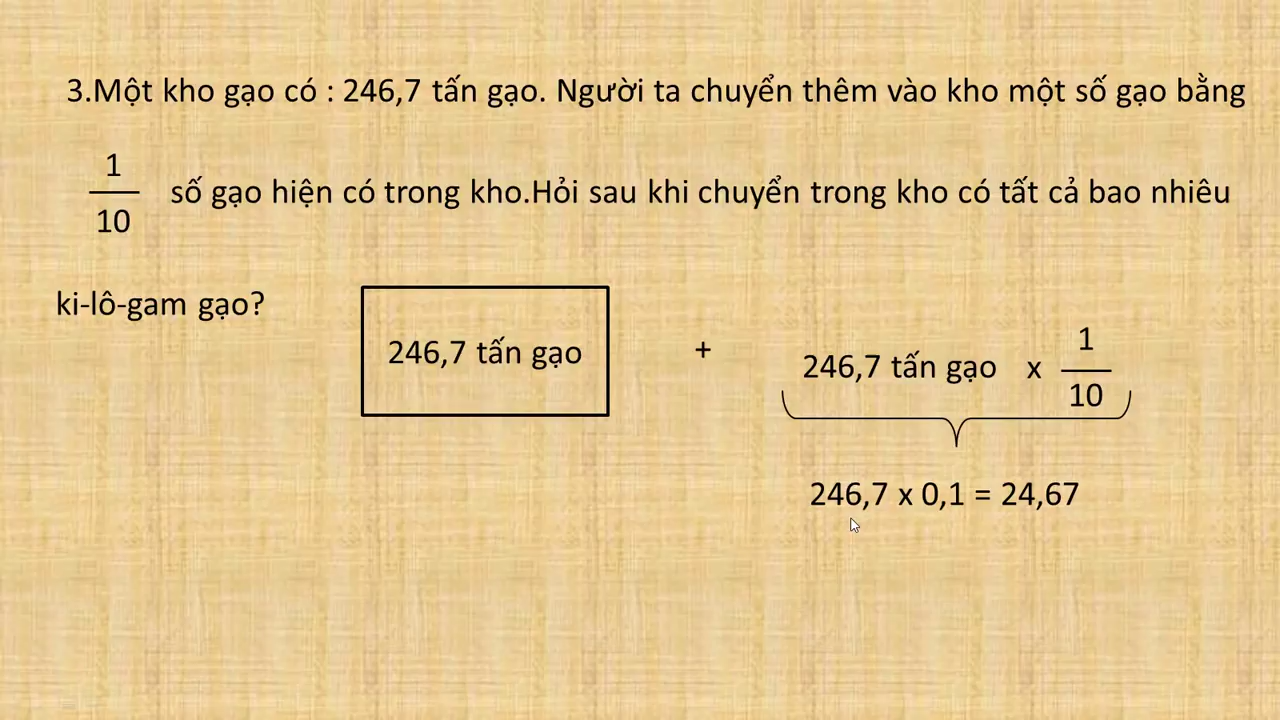 3.Một kho gạo có : 246,7 tấn gạo. Người ta chuyển thêm vào kho một số gạo bằng
1
10
số gạo hiện có trong kho.Hỏi sau khi chuyển trong kho có tất cả bao nhiêu
ki-lô-gam gạo?
246,7 tấn gạo
+
246,7 tấn gạo x
1
10
246,7 x 0,1 = 24,67